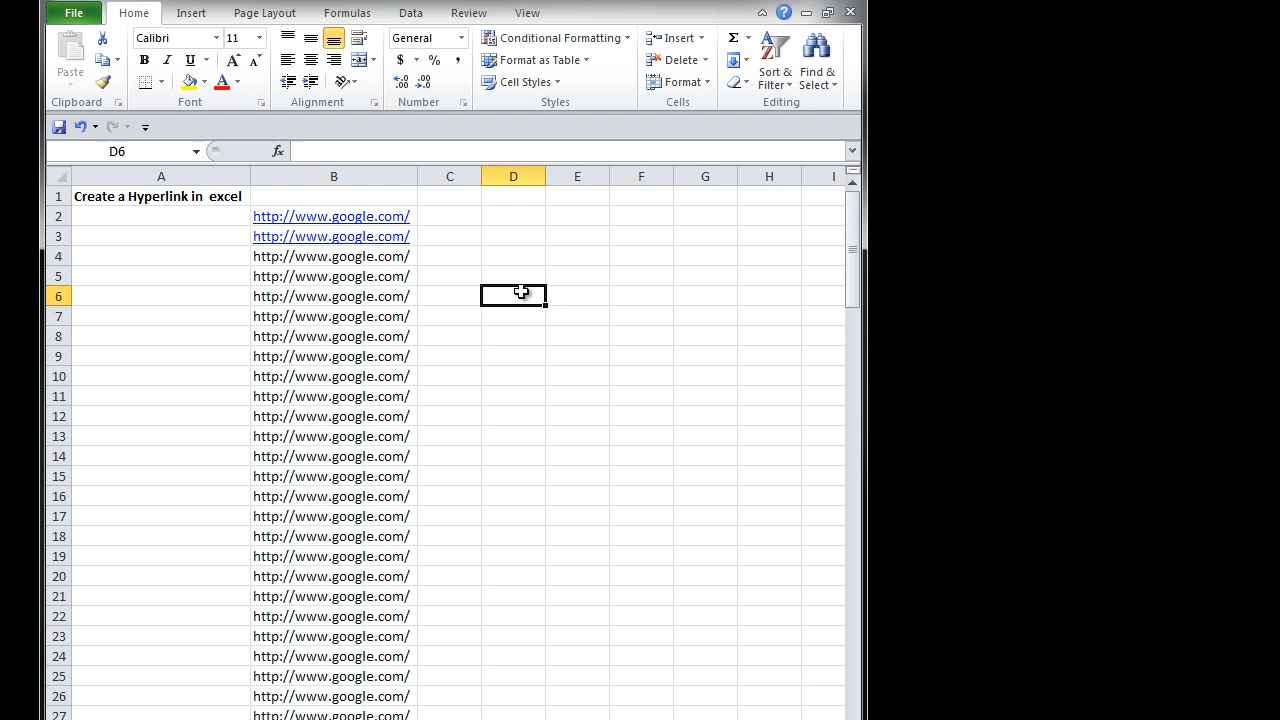 File Home Insert Page Layout Formulas Data Review View
Paste Calibri 11 General Conditional Formatting Insert Σ
B I U Format as Table Delete Sort & Filter Find & Select
A $ % , Cell Styles Format
Clipboard Font Alignment Number Styles Cells Editing
D6 fx
A B C D E F G H I
1 Create a Hyperlink in excel
2 http://www.google.com/
3 http://www.google.com/
4 http://www.google.com/
5 http://www.google.com/
6 http://www.google.com/
7 http://www.google.com/
8 http://www.google.com/
9 http://www.google.com/
10 http://www.google.com/
11 http://www.google.com/
12 http://www.google.com/
13 http://www.google.com/
14 http://www.google.com/
15 http://www.google.com/
16 http://www.google.com/
17 http://www.google.com/
18 http://www.google.com/
19 http://www.google.com/
20 http://www.google.com/
21 http://www.google.com/
22 http://www.google.com/
23 http://www.google.com/
24 http://www.google.com/
25 http://www.google.com/
26 http://www.google.com/
27 http://www.google.com/